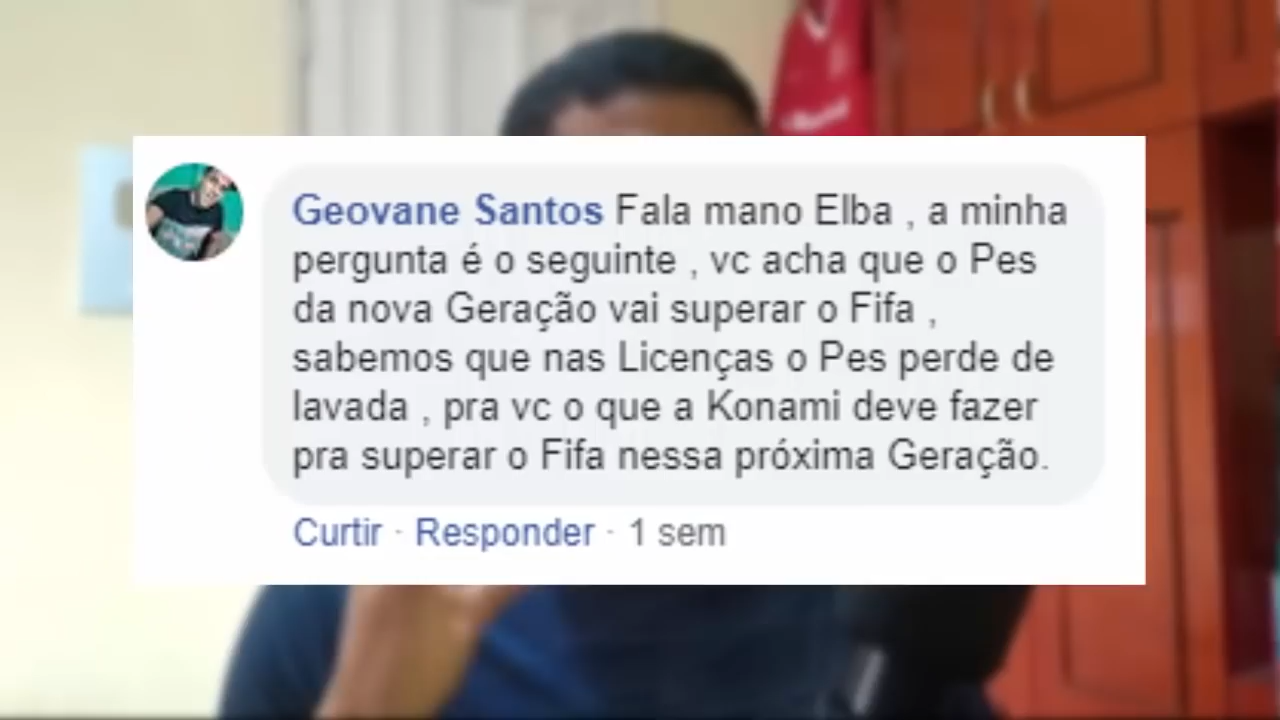 Geovane Santos Fala mano Elba , a minha
pergunta é o seguinte , vc acha que o Pes
da nova Geração vai superar o Fifa ,
sabemos que nas Licenças o Pes perde de
lavada , pra vc o que a Konami deve fazer
pra superar o Fifa nessa próxima Geração.
Curtir · Responder · 1 sem